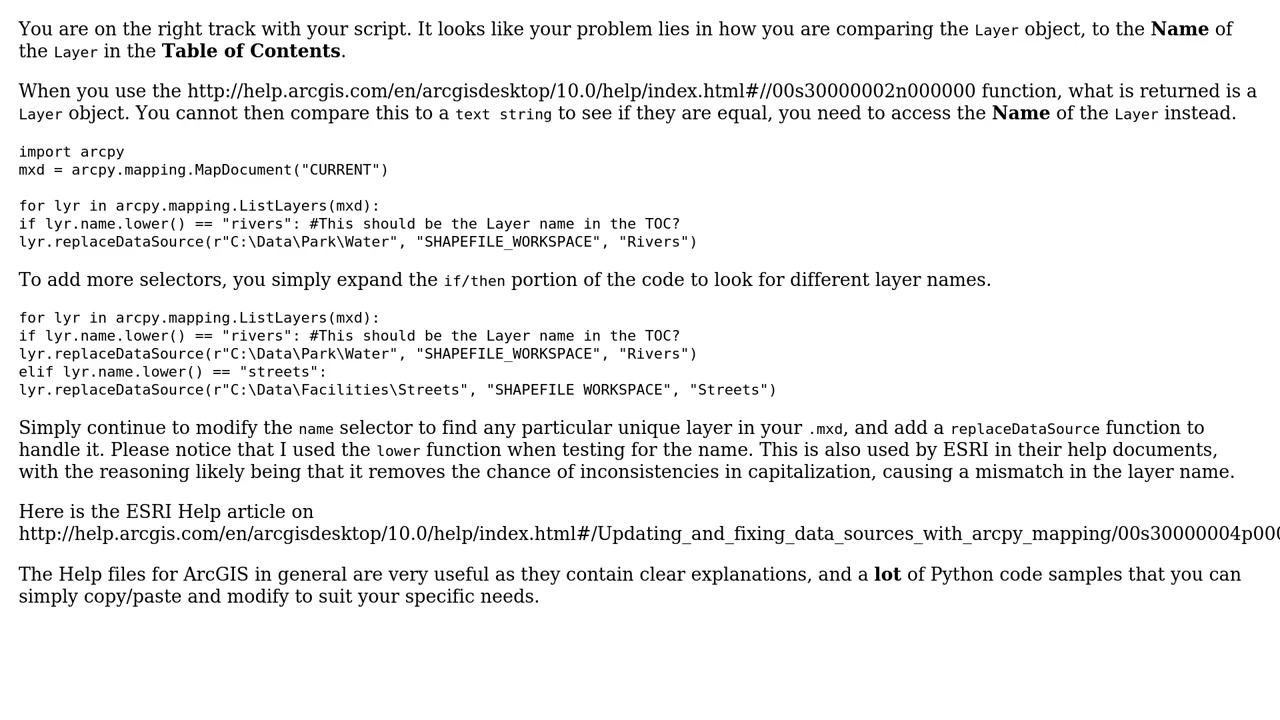 You are on the right track with your script. It looks like your problem lies in how you are comparing the Layer object, to the Name of
the Layer in the Table of Contents.
When you use the http://help.arcgis.com/en/arcgisdesktop/10.0/help/index.html#//00s30000002n000000 function, what is returned is a
Layer object. You cannot then compare this to a text string to see if they are equal, you need to access the Name of the Layer instead.
import arcpy
mxd = arcpy.mapping.MapDocument("CURRENT")
for lyr in arcpy.mapping.ListLayers(mxd):
if lyr.name.lower() == "rivers": #This should be the Layer name in the TOC?
lyr.replaceDataSource(r"C:\Data\Park\Water", "SHAPEFILE_WORKSPACE", "Rivers")
To add more selectors, you simply expand the if/then portion of the code to look for different layer names.
for lyr in arcpy.mapping.ListLayers(mxd):
if lyr.name.lower() == "rivers": #This should be the Layer name in the TOC?
lyr.replaceDataSource(r"C:\Data\Park\Water", "SHAPEFILE_WORKSPACE", "Rivers")
elif lyr.name.lower() == "streets":
lyr.replaceDataSource(r"C:\Data\Facilities\Streets", "SHAPEFILE WORKSPACE", "Streets")
Simply continue to modify the name selector to find any particular unique layer in your .mxd, and add a replaceDataSource function to
handle it. Please notice that I used the lower function when testing for the name. This is also used by ESRI in their help documents,
with the reasoning likely being that it removes the chance of inconsistencies in capitalization, causing a mismatch in the layer name.
Here is the ESRI Help article on
http://help.arcgis.com/en/arcgisdesktop/10.0/help/index.html#/Updating_and_fixing_data_sources_with_arcpy_mapping/00s30000004p000
The Help files for ArcGIS in general are very useful as they contain clear explanations, and a lot of Python code samples that you can
simply copy/paste and modify to suit your specific needs.